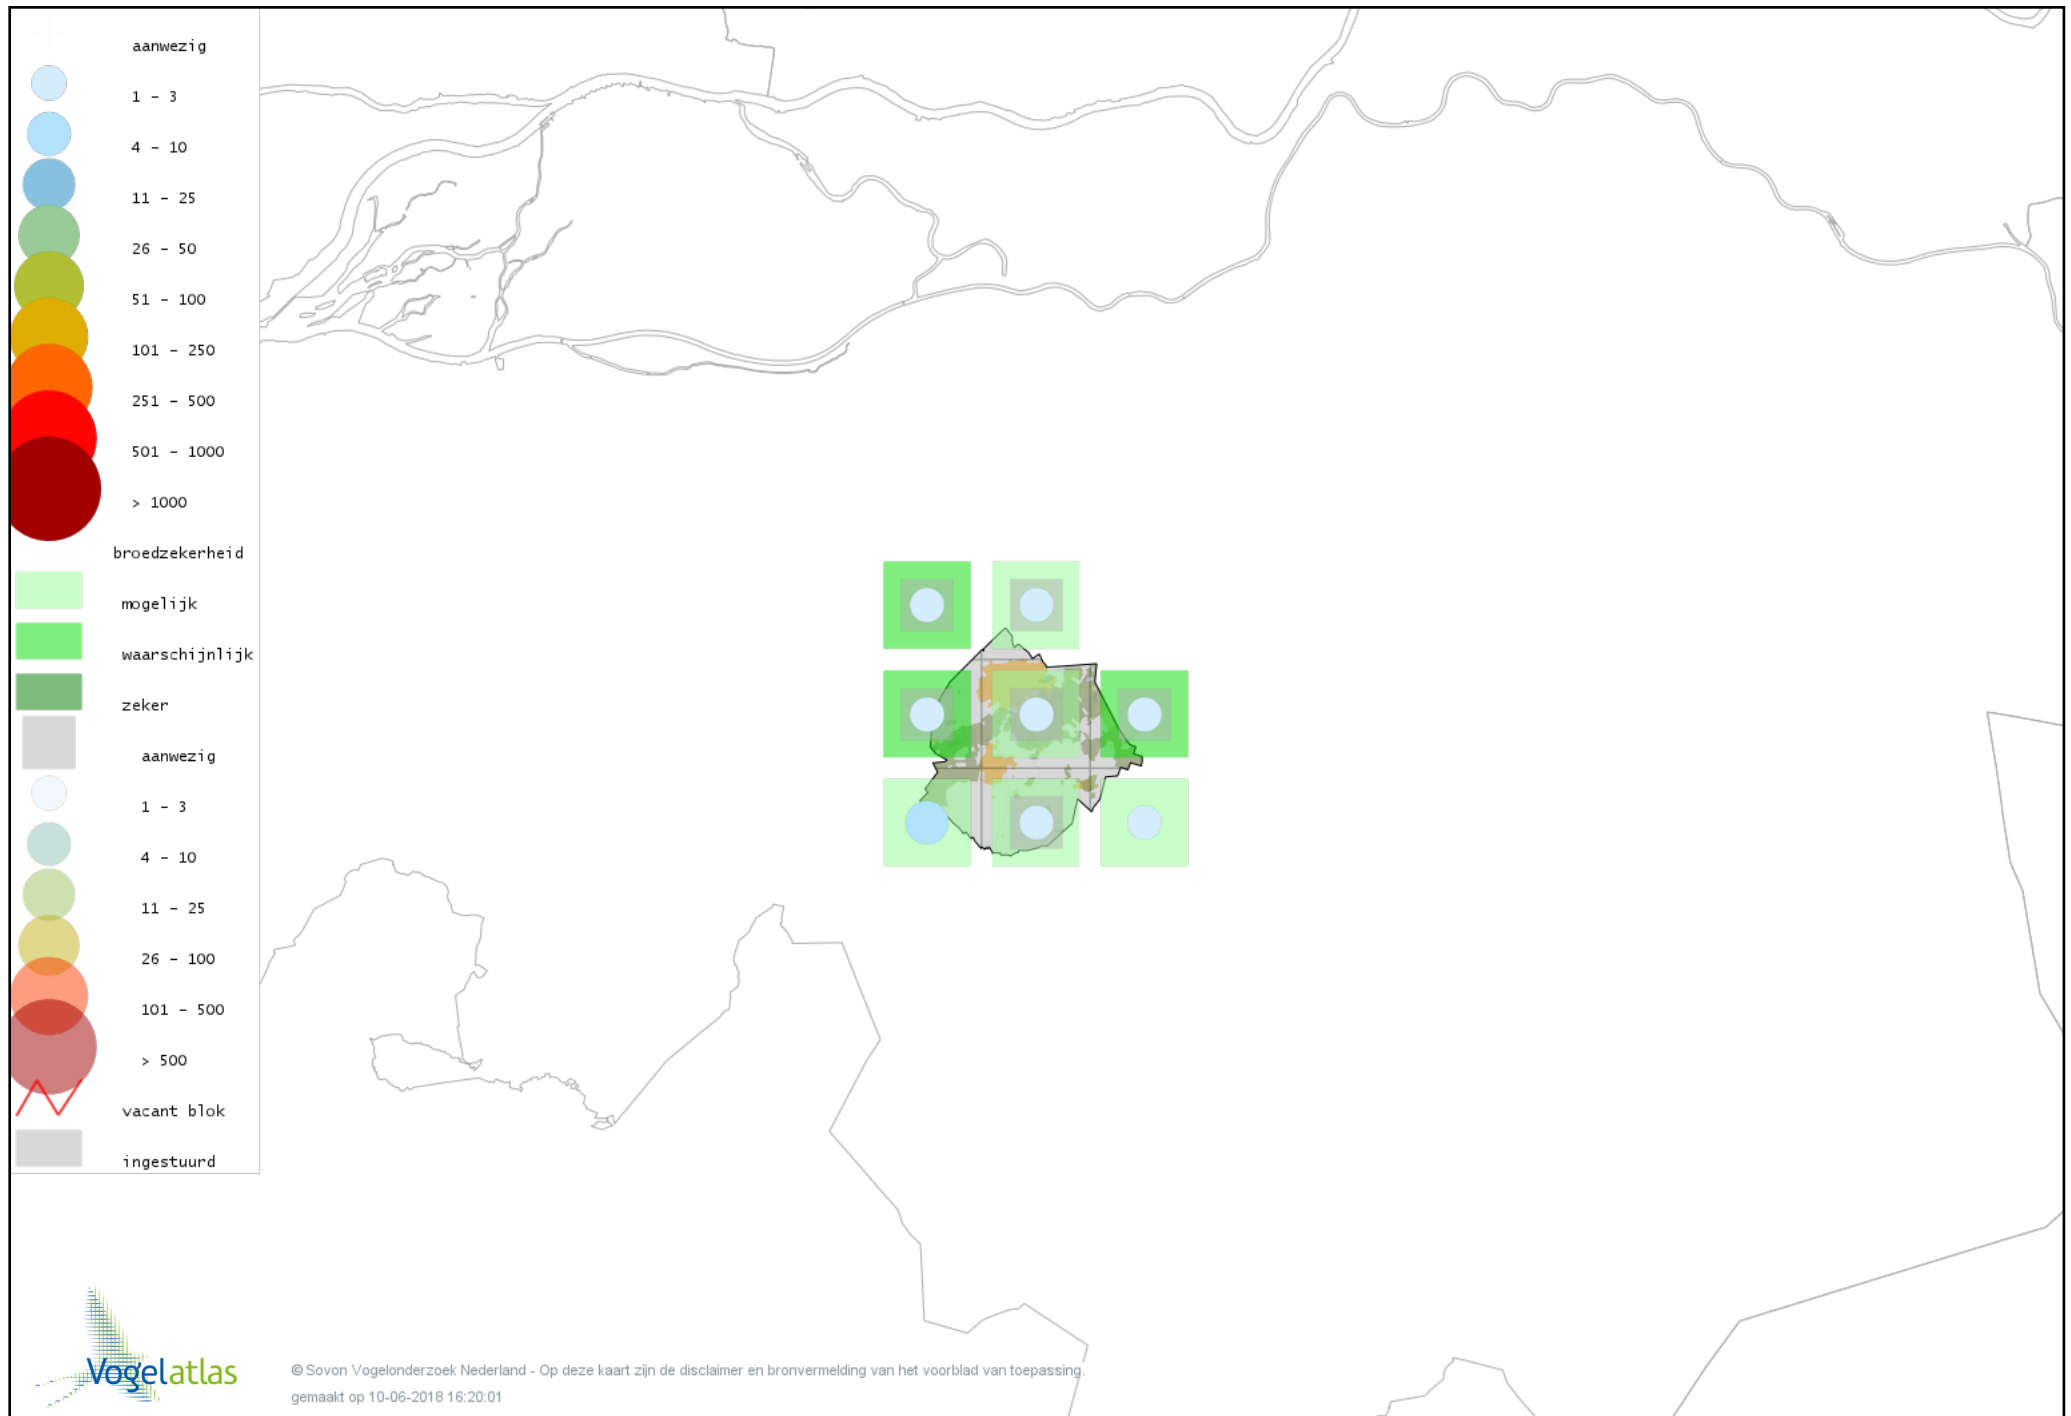 aanwezig
1 - 3
4 - 10
11 - 25
26 - 50
51 - 100
101 - 250
251 - 500
501 - 1000
> 1000
broedzekerheid
mogelijk
waarschijnlijk
zeker
aanwezig
1 - 3
4 - 10
11 - 25
26 - 100
101 - 500
> 500
vacant blok
ingestuurd
Vogelatlas
© Sovon Vogelonderzoek Nederland - Op deze kaart zijn de disclaimer en bronvermelding van het voorblad van toepassing.
gemaakt op 10-06-2018 16:20:01